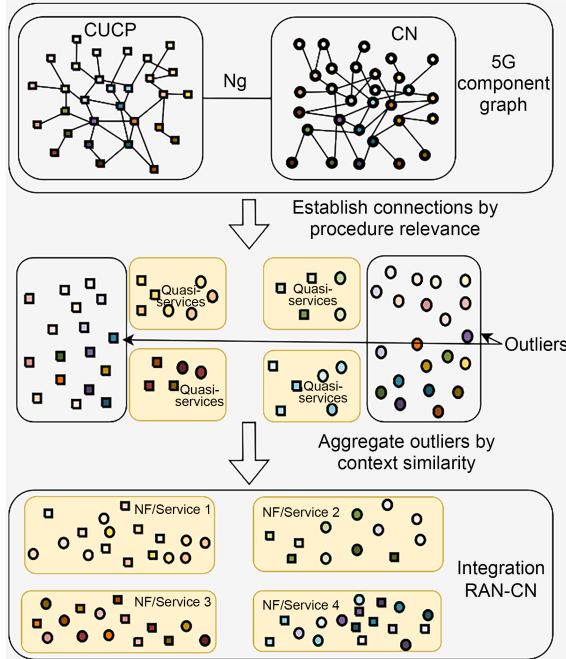 CUCP
Ng
CN
5G
component
graph
Establish connections by
procedure relevance
Quasi-
services
Quasi-
services
Outliers
Quasi-
services
Quasi-
services
Aggregate outliers by
context similarity
NF/Service 1
NF/Service 2
Integration
RAN-CN
NF/Service 3
NF/Service 4